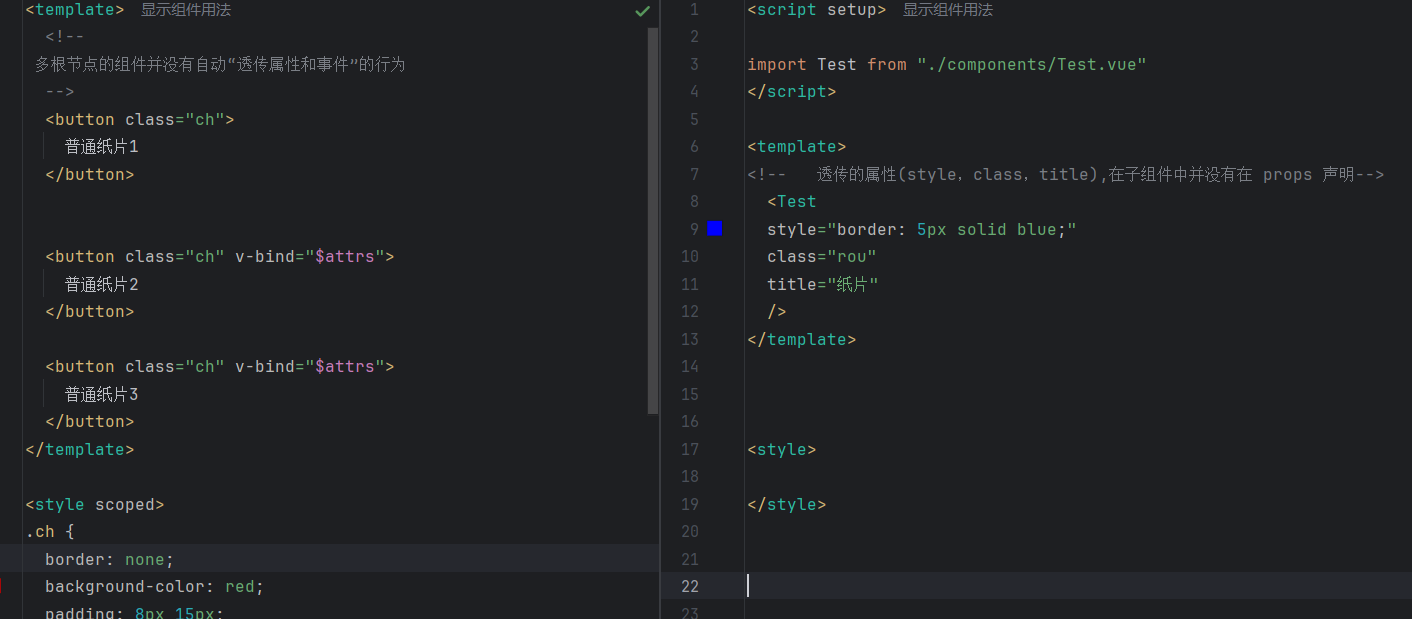 <template> 显示组件用法
<!--
多根节点的组件并没有自动“透传属性和事件”的行为
-->
<button class="ch">
普通纸片1
</button>
<button class="ch" v-bind="$attrs">
普通纸片2
</button>
<button class="ch" v-bind="$attrs">
普通纸片3
</button>
</template>
<style scoped>
.ch {
border: none;
background-color: red;
padding: 8px 15px;
1 <script setup> 显示组件用法
2
3 import Test from "./components/Test.vue"
4 </script>
5
6 <template>
7 <!-- 透传的属性(style, class, title),在子组件中并没有在 props 声明-->
8 <Test
9 style="border: 5px solid blue;"
10 class="rou"
11 title="纸片"
12 />
13 </template>
14
15
16
17 <style>
18
19 </style>
20
21
22
23